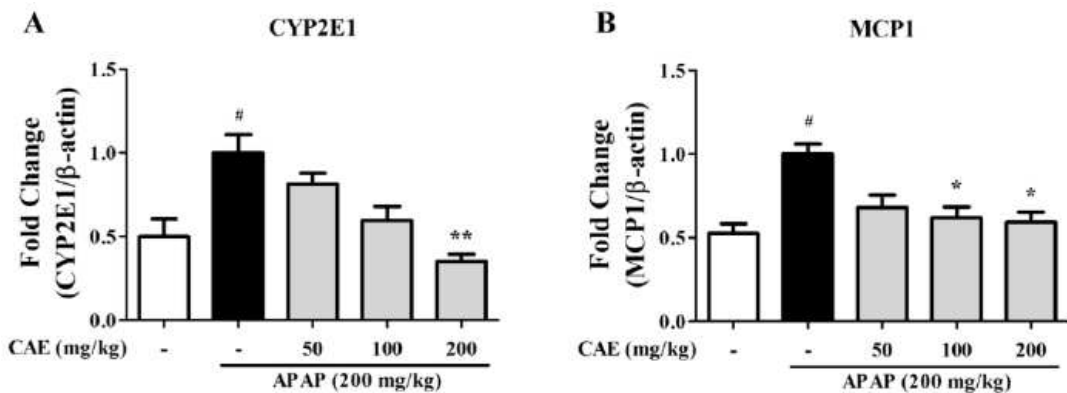 A
CYP2E1
Fold Change
(CYP2E1/β-actin)
1.5
1.0
0.5
0.0
#
**
CAE (mg/kg)
- - 50 100 200
APAP (200 mg/kg)
B
MCP1
Fold Change
(MCP1/β-actin)
1.5
1.0
0.5
0.0
#
* *
CAE (mg/kg)
- - 50 100 200
APAP (200 mg/kg)